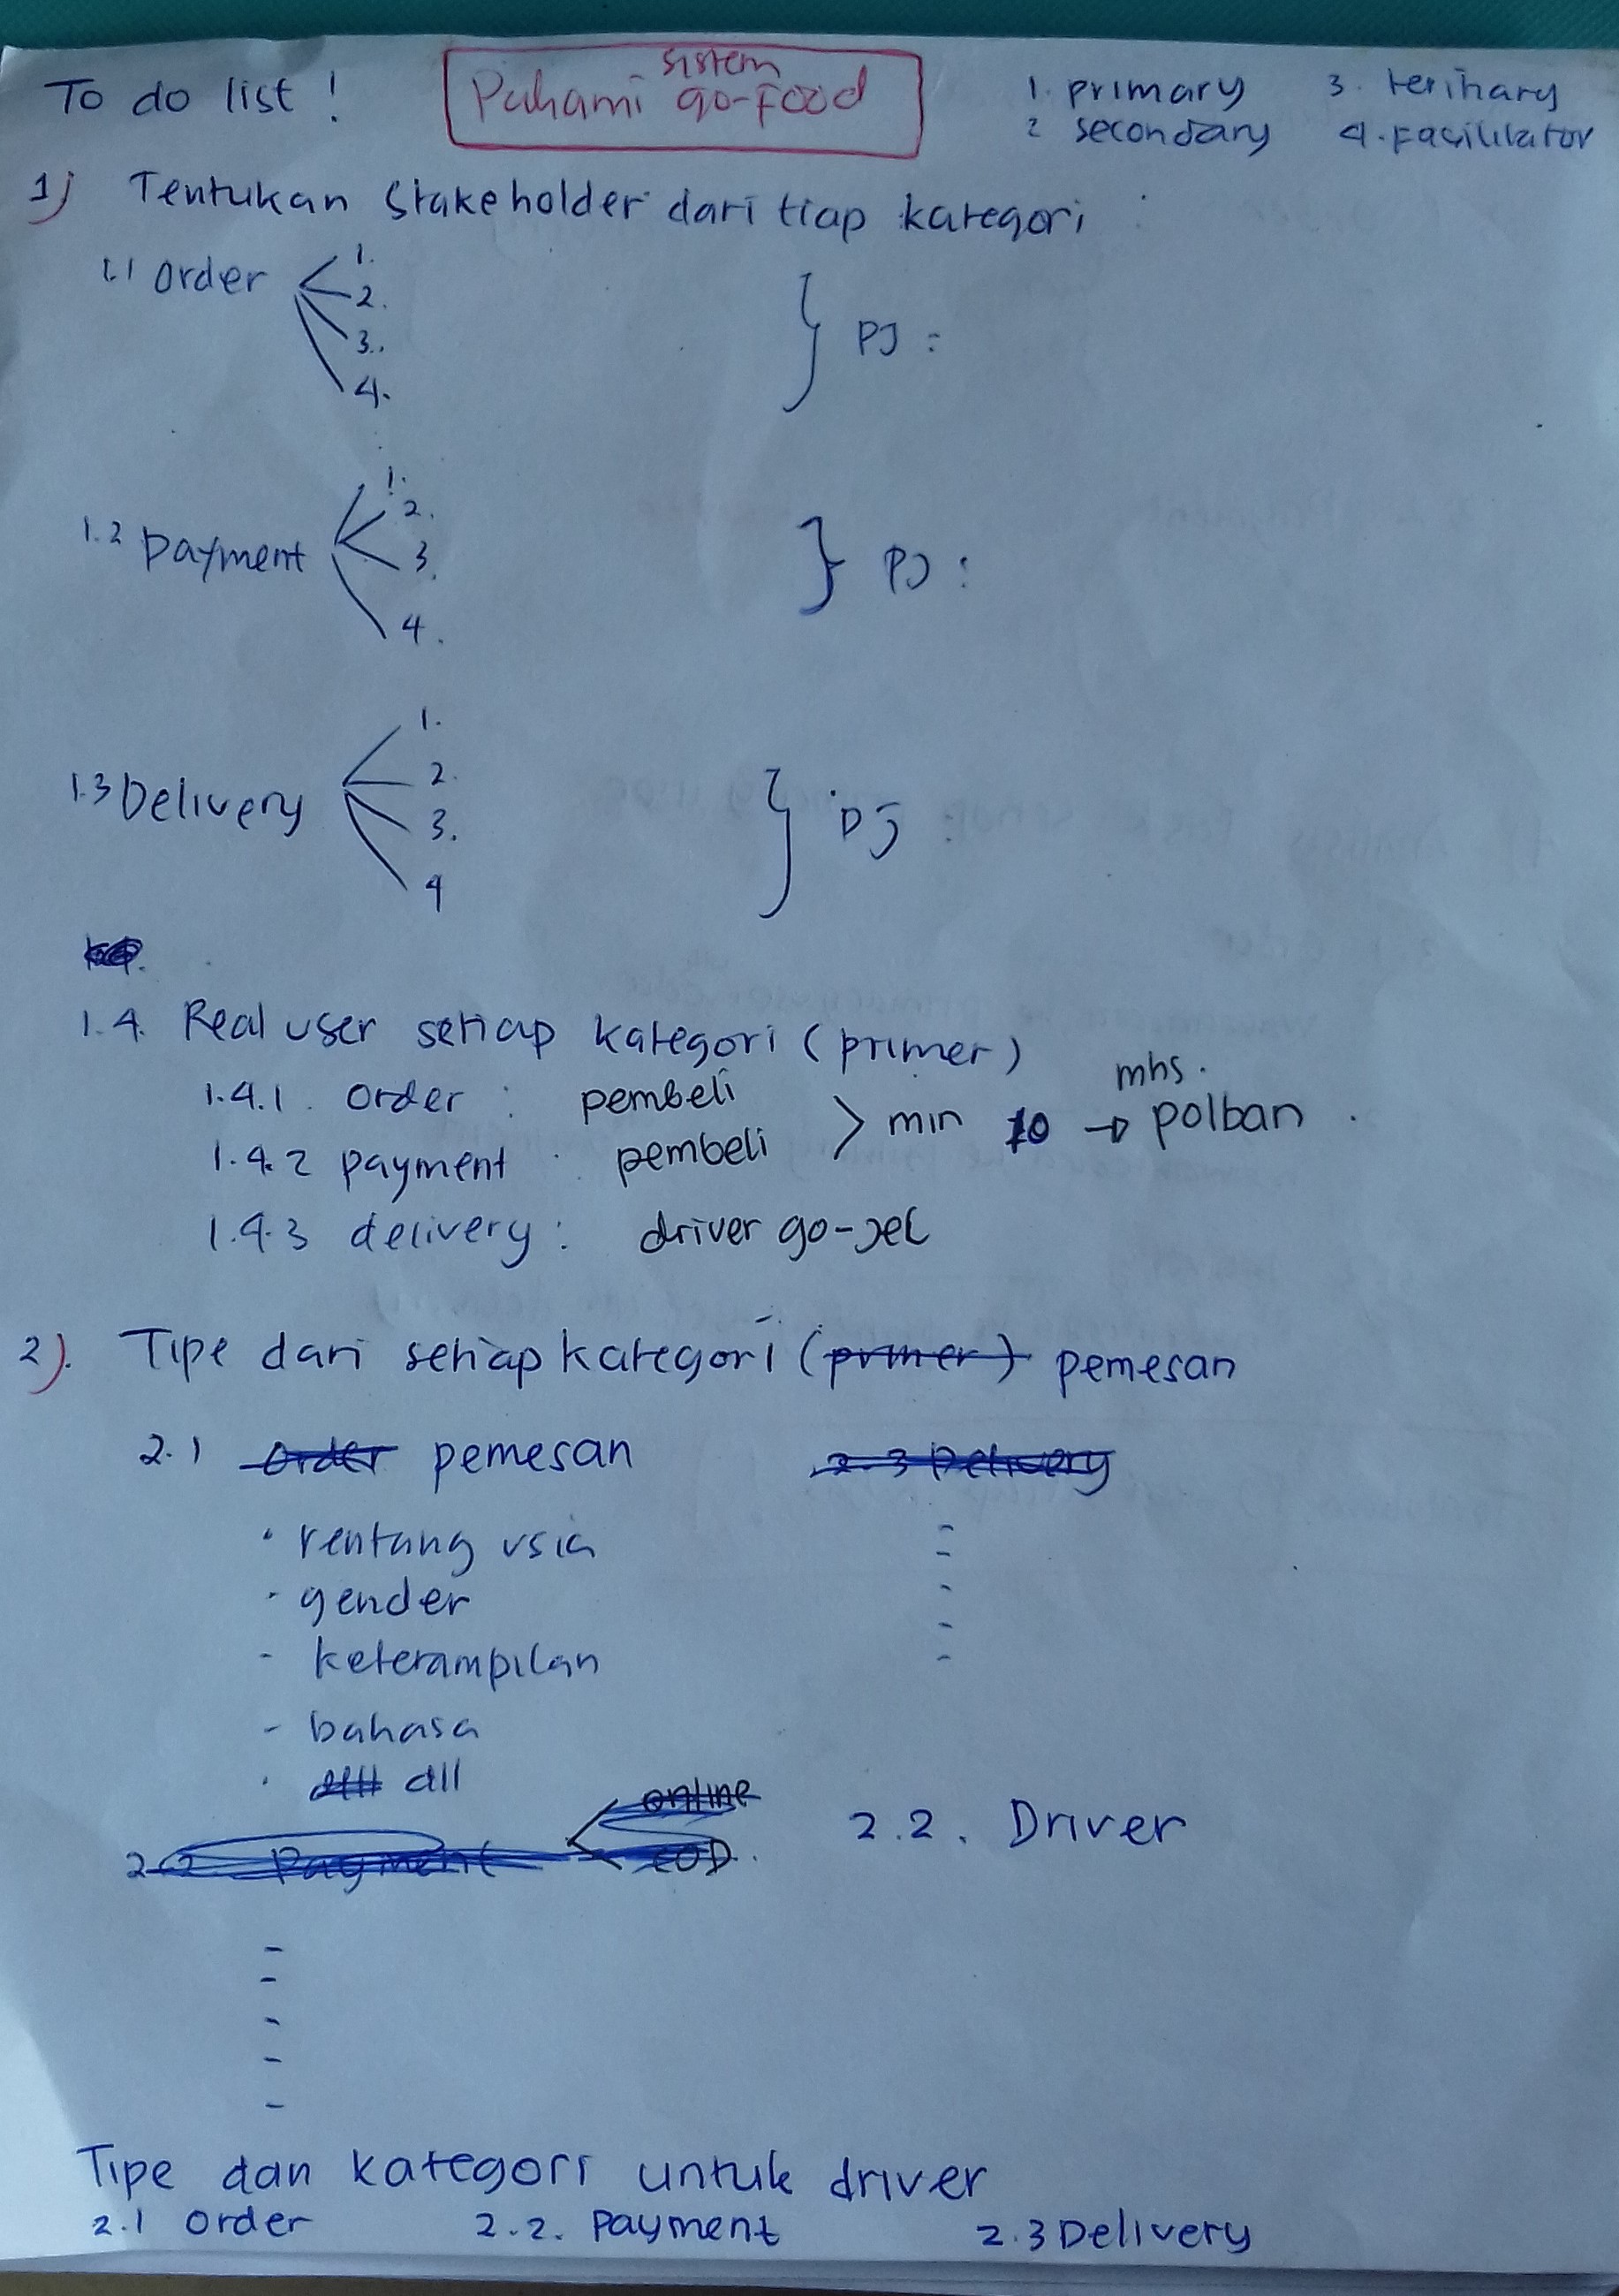 To do list !
sistem
Pahami go-food
1. primary 3. tertihary
2 secondary 4. Fasilitator
1) Tentukan Stakeholder dari tiap kategori :
1.1 Order
1.
2.
3.
4.
PJ :
1.2 payment
1.
2.
3.
4.
PJ :
1.3 Delivery
1.
2.
3.
4
PJ :
1.4. Real user setiap kategori (primer)
1.4.1. order : pembeli
mhs.
> min 10 → polban .
1.4.2 payment : pembeli
1.4.3 delivery : driver go-jek
2). Tipe dari setiap kategori (primer) pemesan
2.1 order pemesan
2.3 Delivery
• rentang usia
• gender
- keterampilan
- bahasa
• dll
online
2.2 Payment
COD.
2.2. Driver
Tipe dan kategori untuk driver
2.1 Order 2.2. Payment 2.3 Delivery